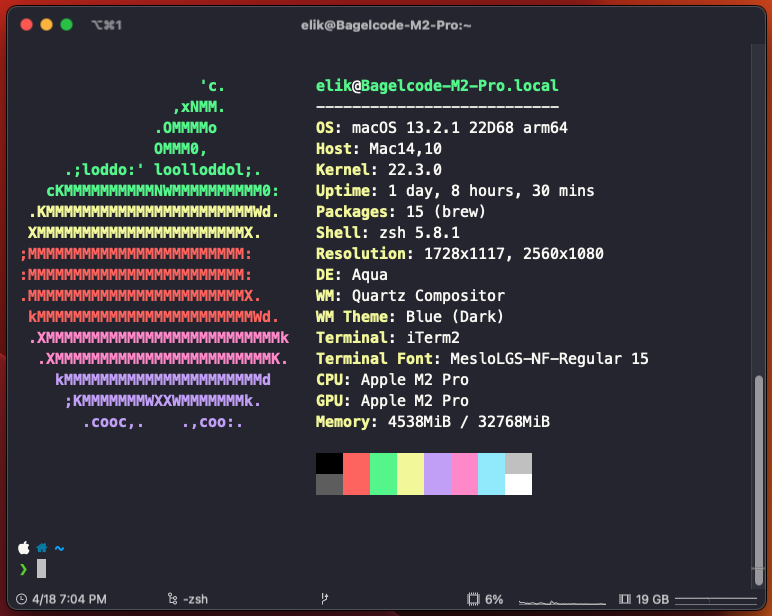 ⌥⌘1
elik@Bagelcode-M2-Pro:~
'c.
,xNMM.
.OMMMMo
OMMM0,
.;loddo:' loolloddol;.
cKMMMMMMMMMMNWMMMMMMMMMM0:
.KMMMMMMMMMMMMMMMMMMMMMMMWd.
XMMMMMMMMMMMMMMMMMMMMMMMX.
;MMMMMMMMMMMMMMMMMMMMMMMM:
:MMMMMMMMMMMMMMMMMMMMMMMM:
.MMMMMMMMMMMMMMMMMMMMMMMMX.
kMMMMMMMMMMMMMMMMMMMMMMMMWd.
.XMMMMMMMMMMMMMMMMMMMMMMMMMMk
.XMMMMMMMMMMMMMMMMMMMMMMMMK.
kMMMMMMMMMMMMMMMMMMMMMMd
;KMMMMMMMWXXWMMMMMMMk.
.cooc,. .,coo:.
elik@Bagelcode-M2-Pro.local
---------------------------
OS: macOS 13.2.1 22D68 arm64
Host: Mac14,10
Kernel: 22.3.0
Uptime: 1 day, 8 hours, 30 mins
Packages: 15 (brew)
Shell: zsh 5.8.1
Resolution: 1728x1117, 2560x1080
DE: Aqua
WM: Quartz Compositor
WM Theme: Blue (Dark)
Terminal: iTerm2
Terminal Font: MesloLGS-NF-Regular 15
CPU: Apple M2 Pro
GPU: Apple M2 Pro
Memory: 4538MiB / 32768MiB
~
❯
4/18 7:04 PM
-zsh
6%
19 GB